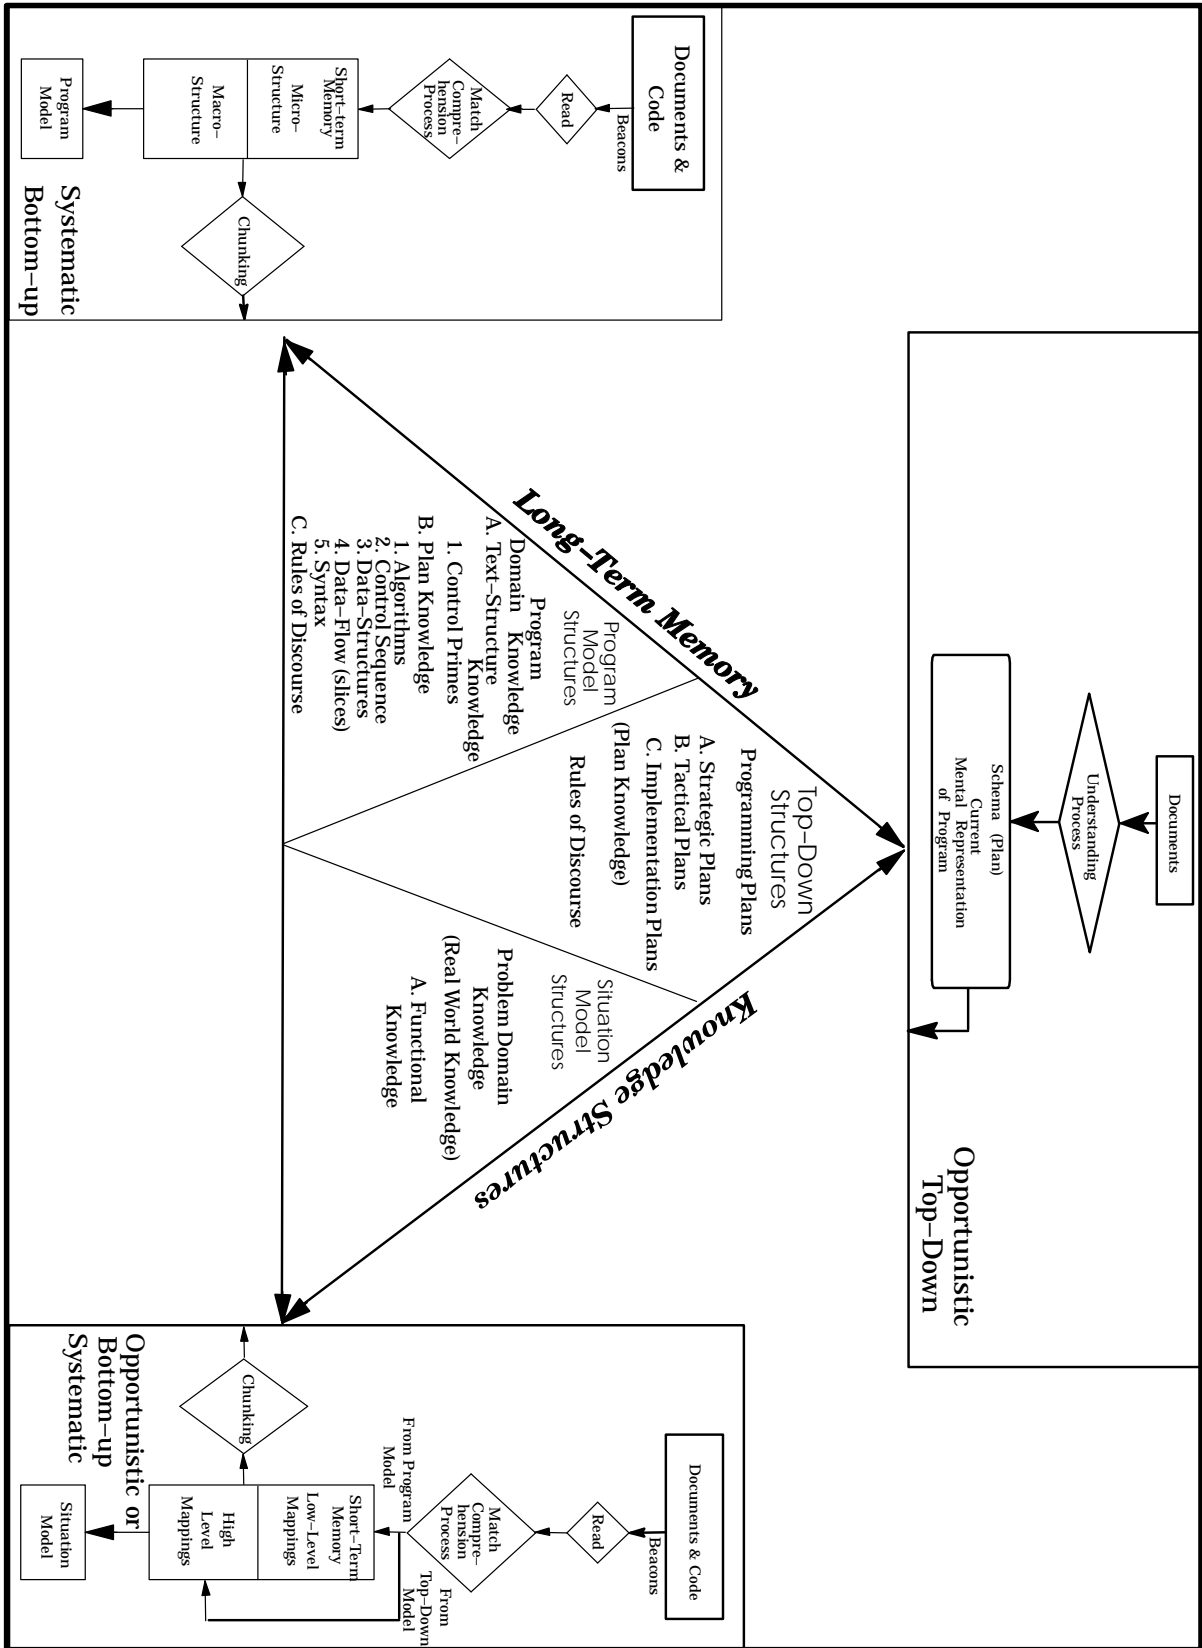 Documents
Understanding
Process
Schema (Plan)
Current
Mental Representation
of Program
Opportunistic
Top–Down
Documents &
Code
Beacons
Read
Match
Compre–
hension
Process
Short–term
Memory
Micro–
Structure
Macro–
Structure
Program
Model
Chunking
Systematic
Bottom–up
Long–Term Memory
Knowledge Structures
Top–Down
Structures
Programming Plans
A. Strategic Plans
B. Tactical Plans
C. Implementation Plans
(Plan Knowledge)
Rules of Discourse
Program
Model
Structures
Program
Domain Knowledge
A. Text–Structure
Knowledge
1. Control Primes
B. Plan Knowledge
1. Algorithms
2. Control Sequence
3. Data–Structures
4. Data–Flow (slices)
5. Syntax
C. Rules of Discourse
Situation
Model
Structures
Problem Domain
Knowledge
(Real World Knowledge)
A. Functional
Knowledge
Documents & Code
Beacons
Read
Match
Compre–
hension
Process
From Program
Model
From
Top–Down
Model
Short–Term
Memory
Low–Level
Mappings
High
Level
Mappings
Situation
Model
Chunking
Opportunistic or
Bottom–up
Systematic